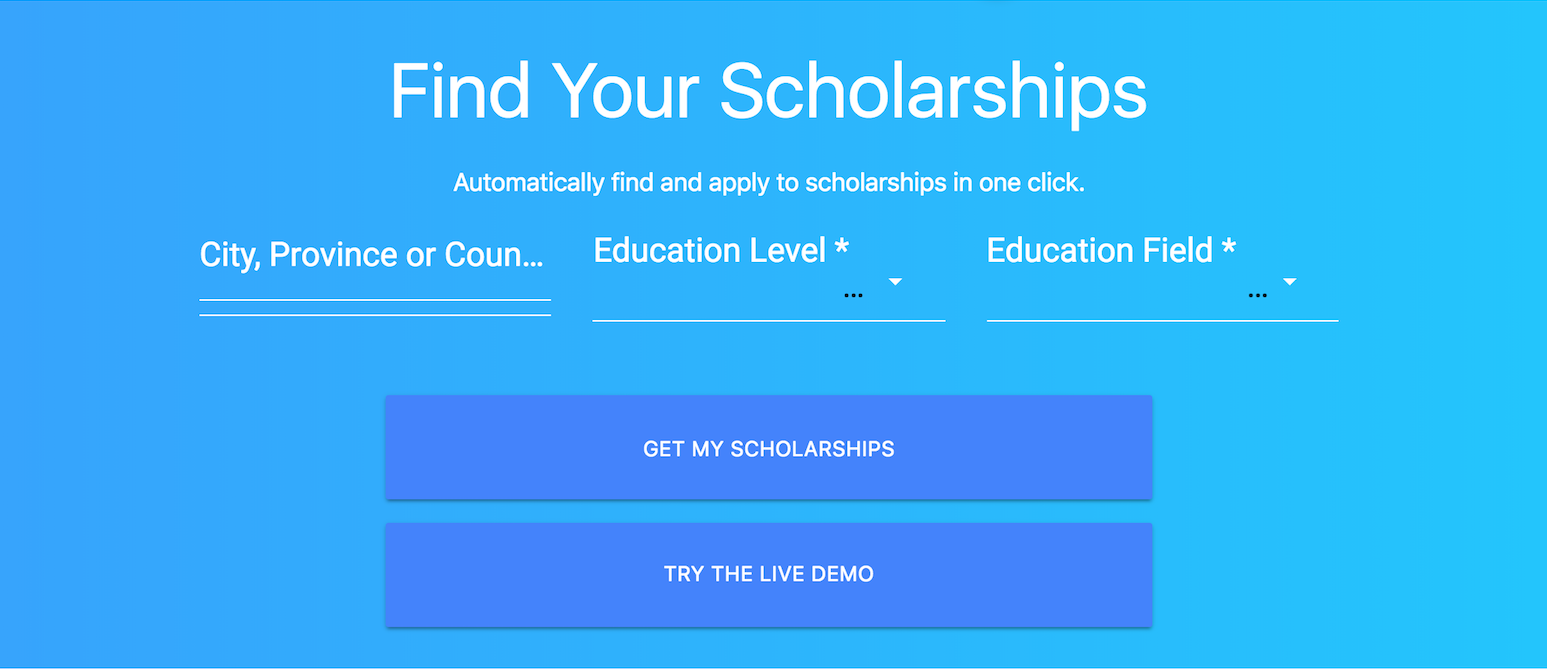 Find Your Scholarships
Automatically find and apply to scholarships in one click.
City, Province or Coun...
Education Level *
...
Education Field *
...
GET MY SCHOLARSHIPS
TRY THE LIVE DEMO